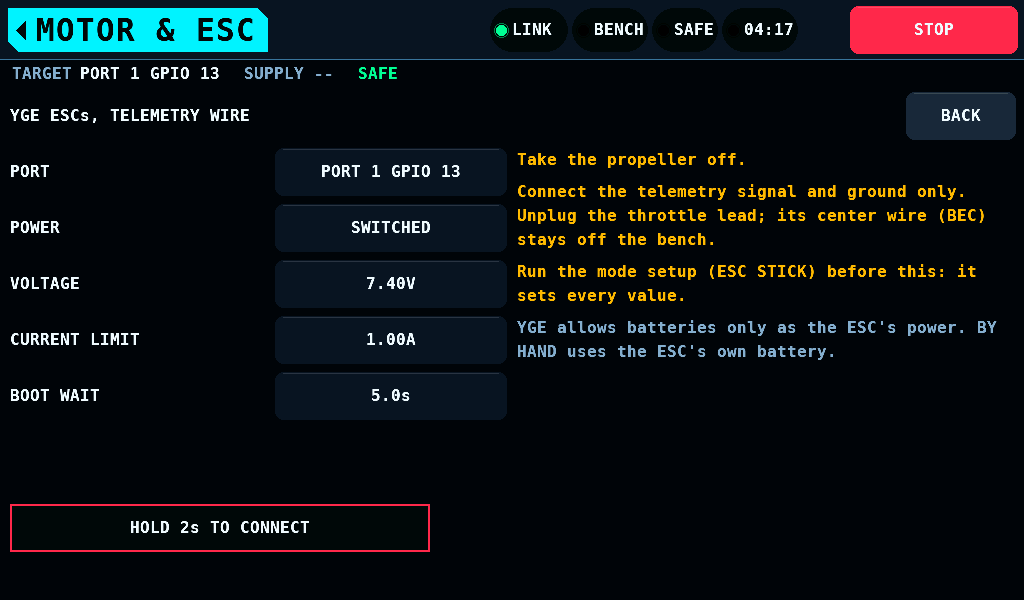 MOTOR & ESC
LINK
BENCH
SAFE
04:17
STOP
TARGET PORT 1 GPIO 13 SUPPLY -- SAFE
YGE ESCs, TELEMETRY WIRE
BACK
PORT
PORT 1 GPIO 13
POWER
SWITCHED
VOLTAGE
7.40V
CURRENT LIMIT
1.00A
BOOT WAIT
5.0s
Take the propeller off.
Connect the telemetry signal and ground only.
Unplug the throttle lead; its center wire (BEC)
stays off the bench.
Run the mode setup (ESC STICK) before this: it
sets every value.
YGE allows batteries only as the ESC's power. BY
HAND uses the ESC's own battery.
HOLD 2s TO CONNECT